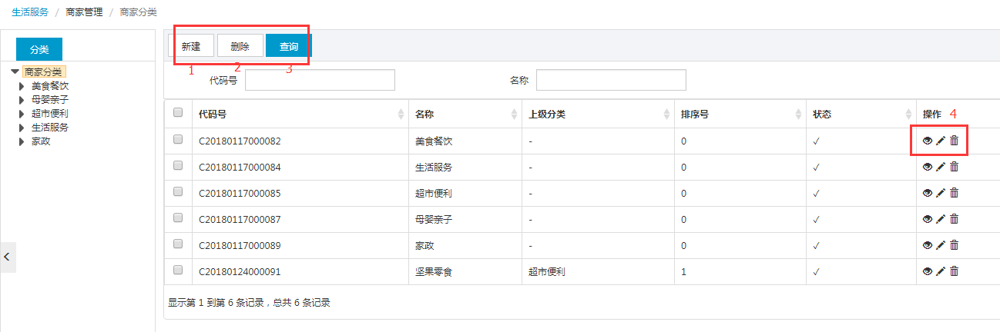 生活服务 / 商家管理 / 商家分类
分类
商家分类
美食餐饮
母婴亲子
超市便利
生活服务
家政
新建 删除 查询
1 2 3
代码号 名称
代码号 名称 上级分类 排序号 状态 操作 4
C20180117000082 美食餐饮 - 0 ✓
C20180117000084 生活服务 - 0 ✓
C20180117000085 超市便利 - 0 ✓
C20180117000087 母婴亲子 - 0 ✓
C20180117000089 家政 - 0 ✓
C20180124000091 坚果零食 超市便利 1 ✓
显示第 1 到第 6 条记录，总共 6 条记录